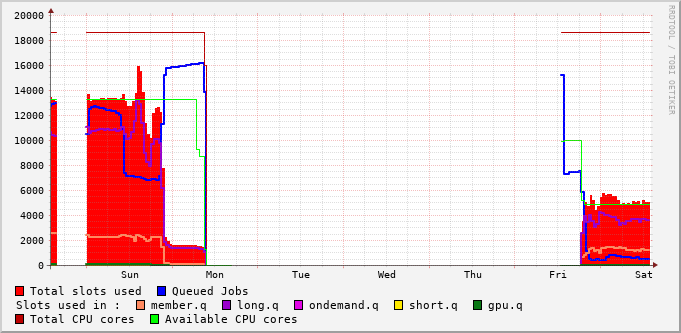 20000
18000
16000
14000
12000
10000
8000
6000
4000
2000
0
Sun Mon Tue Wed Thu Fri Sat
RRDTOOL / TOBI OETIKER
Total slots used Queued Jobs
Slots used in : member.q long.q ondemand.q short.q gpu.q
Total CPU cores Available CPU cores